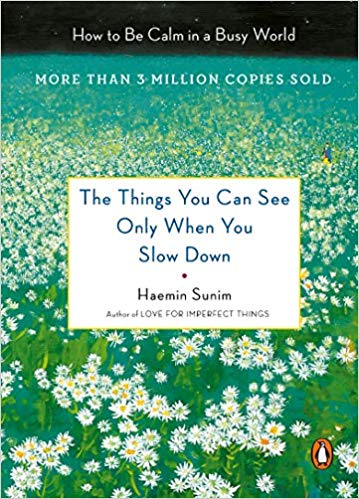 How to Be Calm in a Busy World
MORE THAN 3 MILLION COPIES SOLD
The Things You Can See
Only When You
Slow Down
Haemin Sunim
Author of LOVE FOR IMPERFECT THINGS